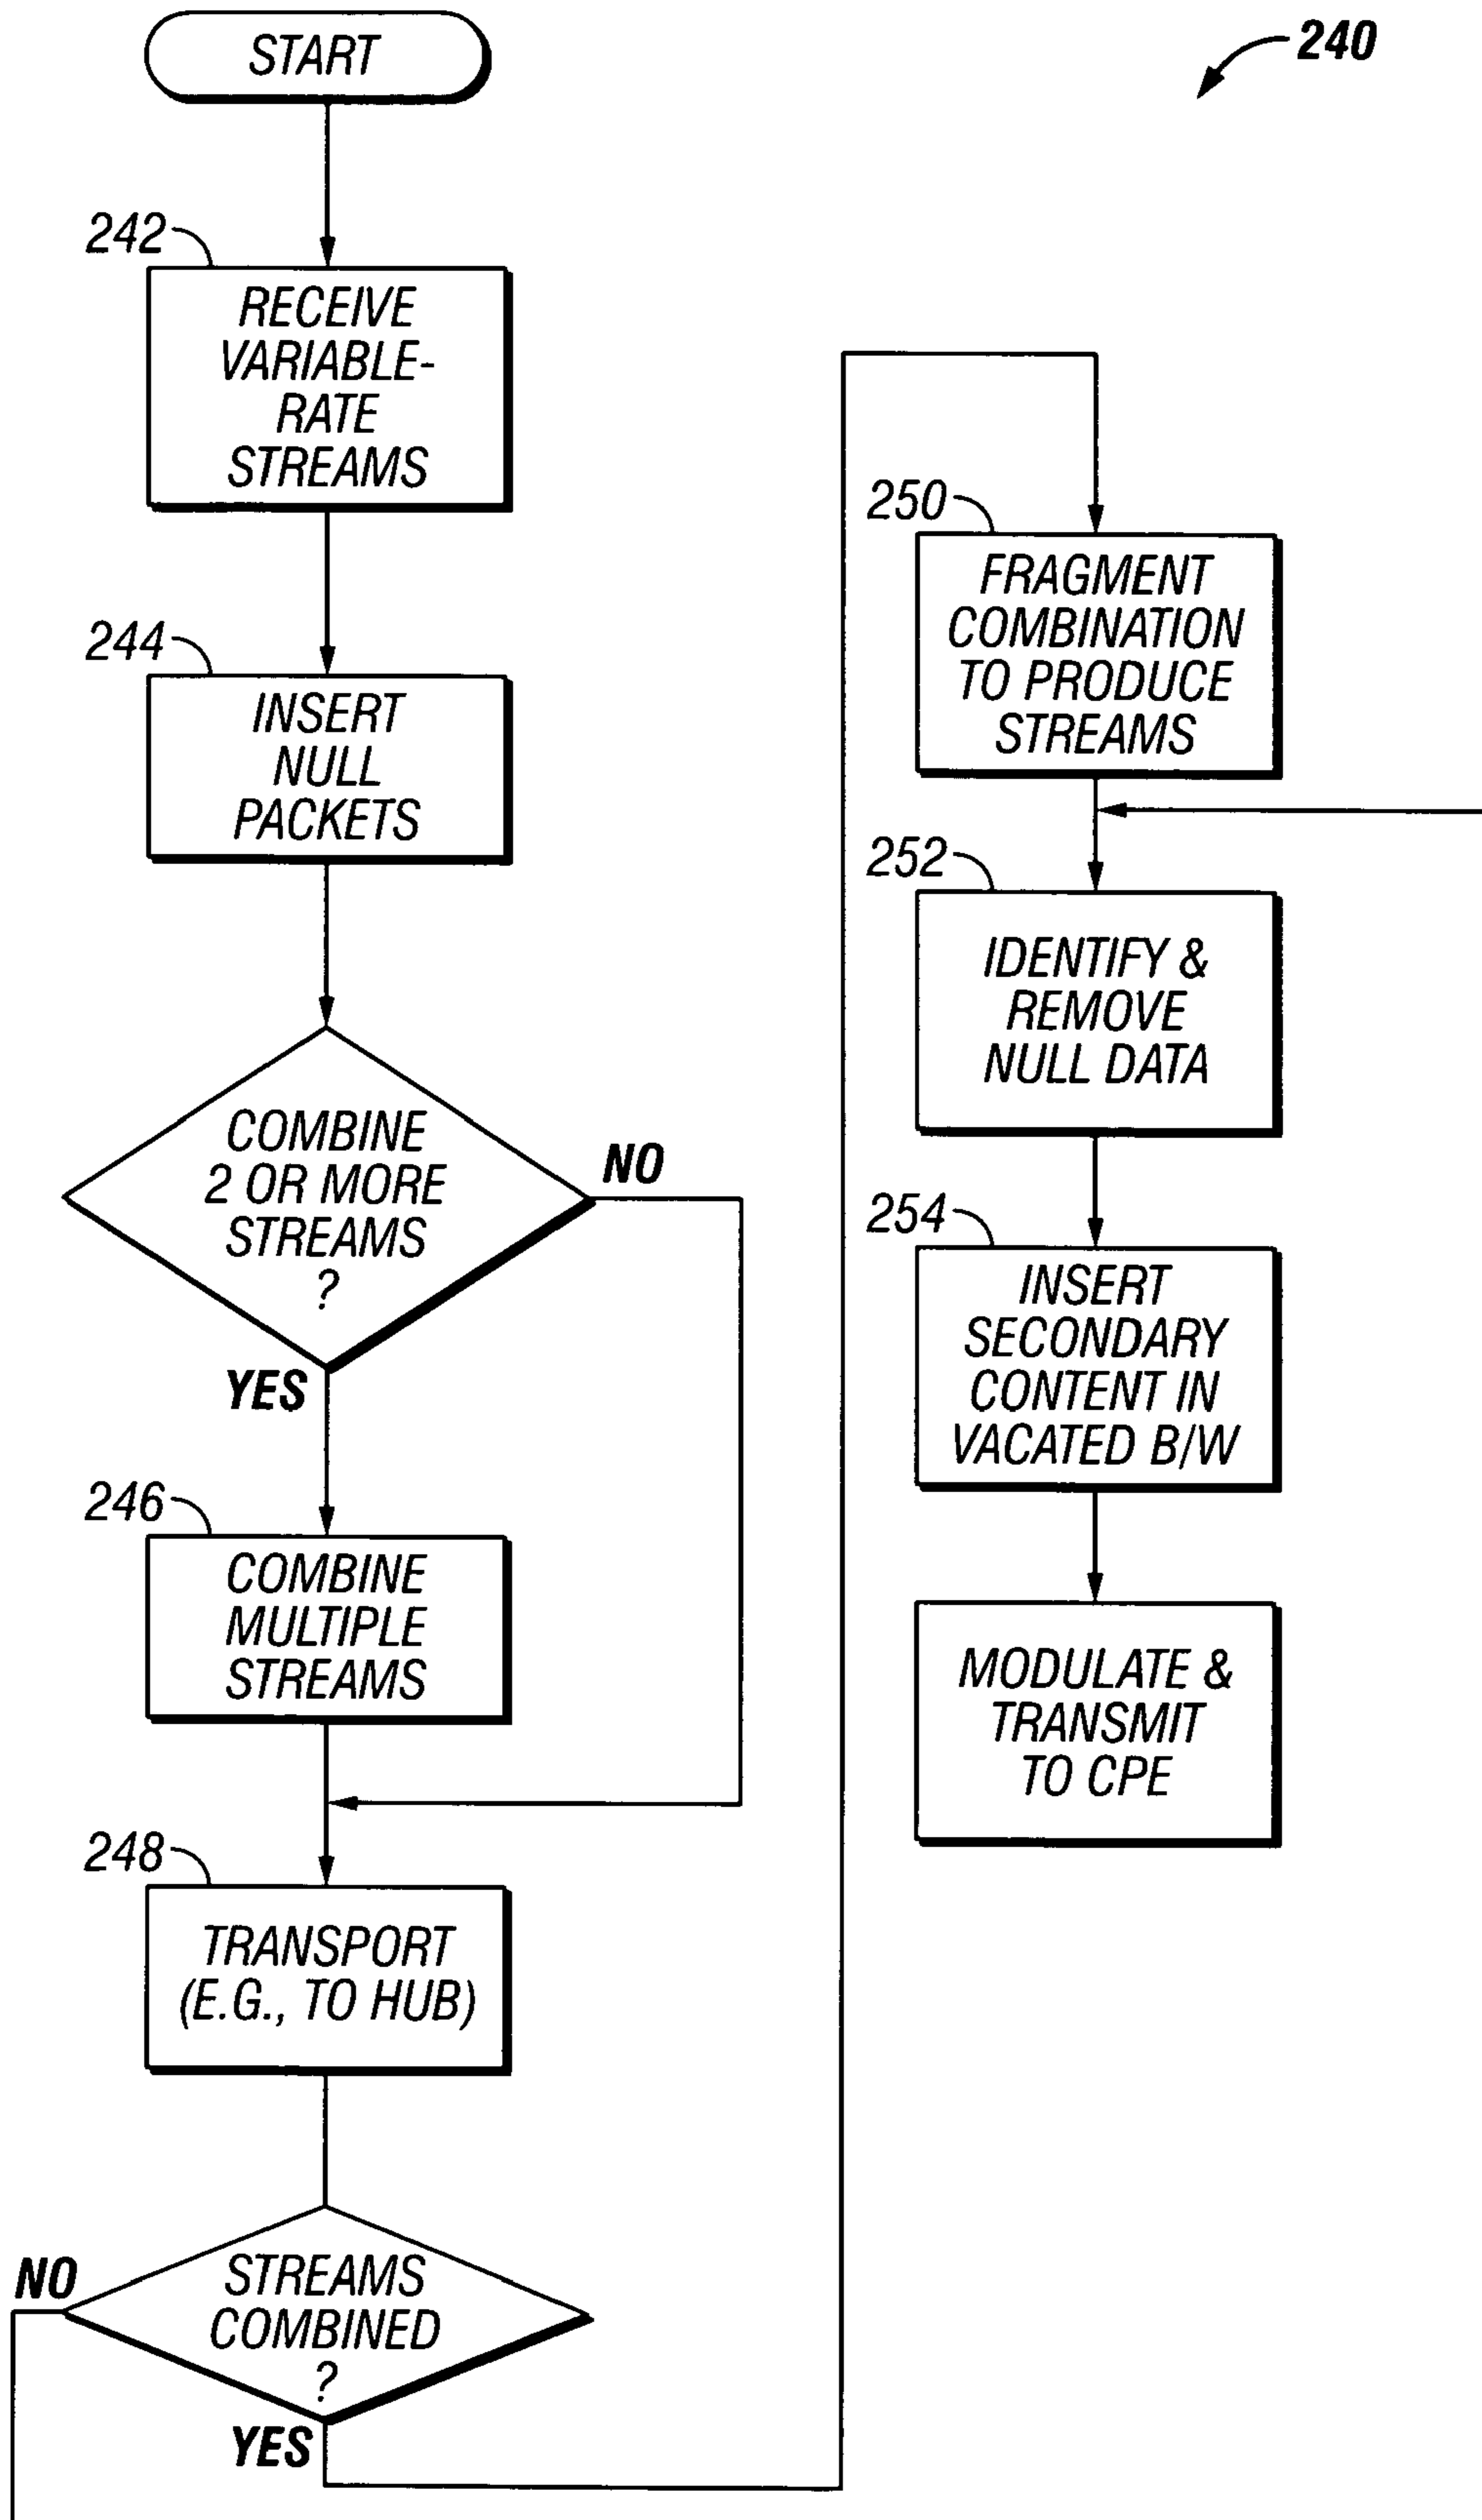 START
240
242
RECEIVE
VARIABLE-
RATE
STREAMS
244
INSERT
NULL
PACKETS
COMBINE
2 OR MORE
STREAMS
?
NO
YES
246
COMBINE
MULTIPLE
STREAMS
248
TRANSPORT
(E.G., TO HUB)
STREAMS
COMBINED
?
NO
YES
250
FRAGMENT
COMBINATION
TO PRODUCE
STREAMS
252
IDENTIFY &
REMOVE
NULL DATA
254
INSERT
SECONDARY
CONTENT IN
VACATED B/W
MODULATE &
TRANSMIT
TO CPE